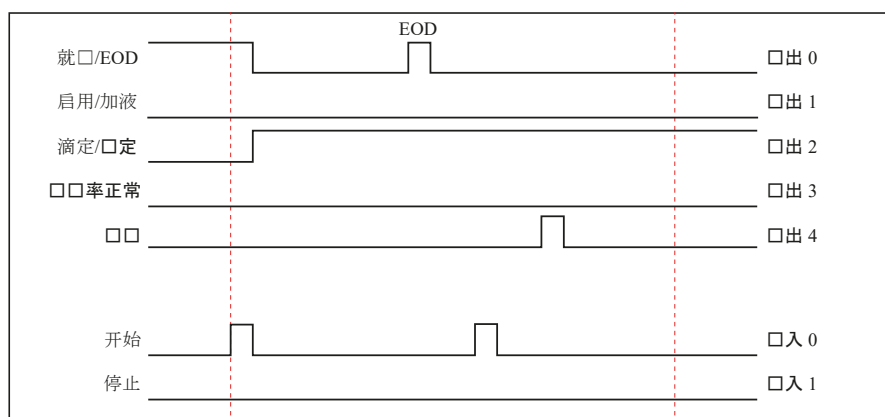 EOD
就□/EOD
□出 0
启用/加液
□出 1
滴定/□定
□出 2
□□率正常
□出 3
□□
□出 4
开始
□入 0
停止
□入 1